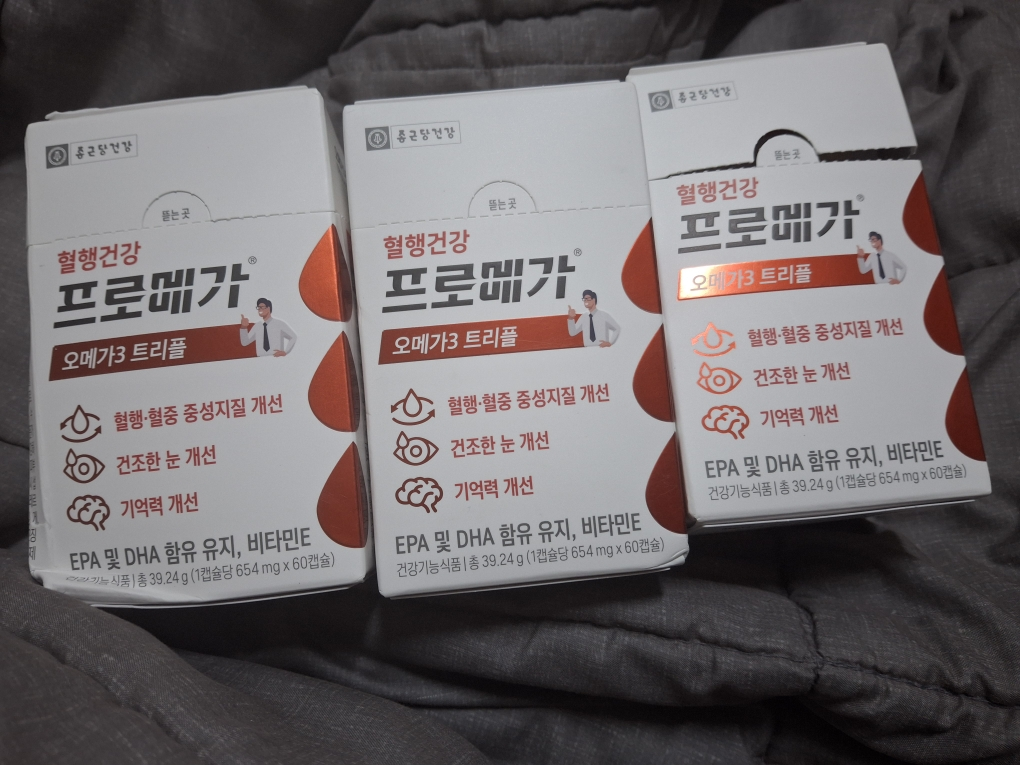 종근당건강
뜯는곳
혈행건강
프로메가®
오메가3 트리플
혈행·혈중 중성지질 개선
건조한 눈 개선
기억력 개선
EPA 및 DHA 함유 유지, 비타민E
건강기능식품 | 총 39.24 g (1캡슐당 654 mg x 60캡슐)
종근당건강
뜯는곳
혈행건강
프로메가®
오메가3 트리플
혈행·혈중 중성지질 개선
건조한 눈 개선
기억력 개선
EPA 및 DHA 함유 유지, 비타민E
건강기능식품 | 총 39.24 g (1캡슐당 654 mg x 60캡슐)
종근당건강
뜯는곳
혈행건강
프로메가®
오메가3 트리플
혈행·혈중 중성지질 개선
건조한 눈 개선
기억력 개선
EPA 및 DHA 함유 유지, 비타민E
건강기능식품 | 총 39.24 g (1캡슐당 654 mg x 60캡슐)